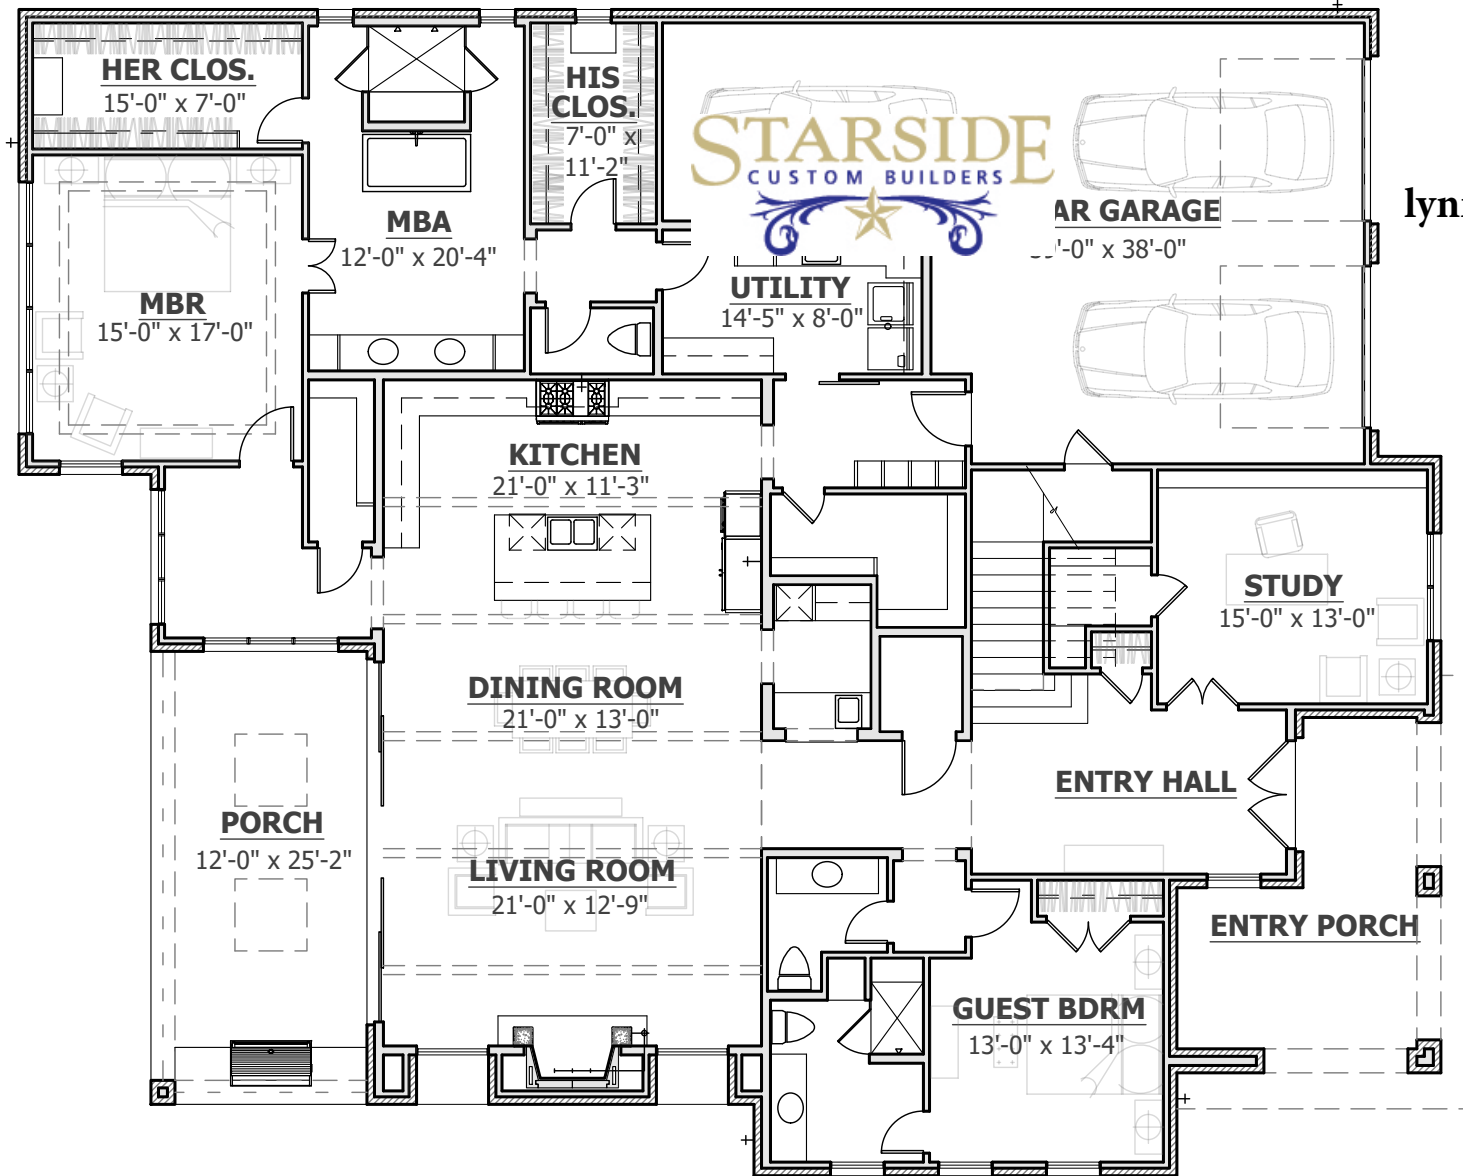 HER CLOS.
15'-0" x 7'-0"
HIS
CLOS.
7'-0" x
11'-2"
STARSIDE
CUSTOM BUILDERS
AR GARAGE
'-0" x 38'-0"
MBA
12'-0" x 20'-4"
MBR
15'-0" x 17'-0"
UTILITY
14'-5" x 8'-0"
KITCHEN
21'-0" x 11'-3"
STUDY
15'-0" x 13'-0"
DINING ROOM
21'-0" x 13'-0"
ENTRY HALL
PORCH
12'-0" x 25'-2"
LIVING ROOM
21'-0" x 12'-9"
ENTRY PORCH
GUEST BDRM
13'-0" x 13'-4"